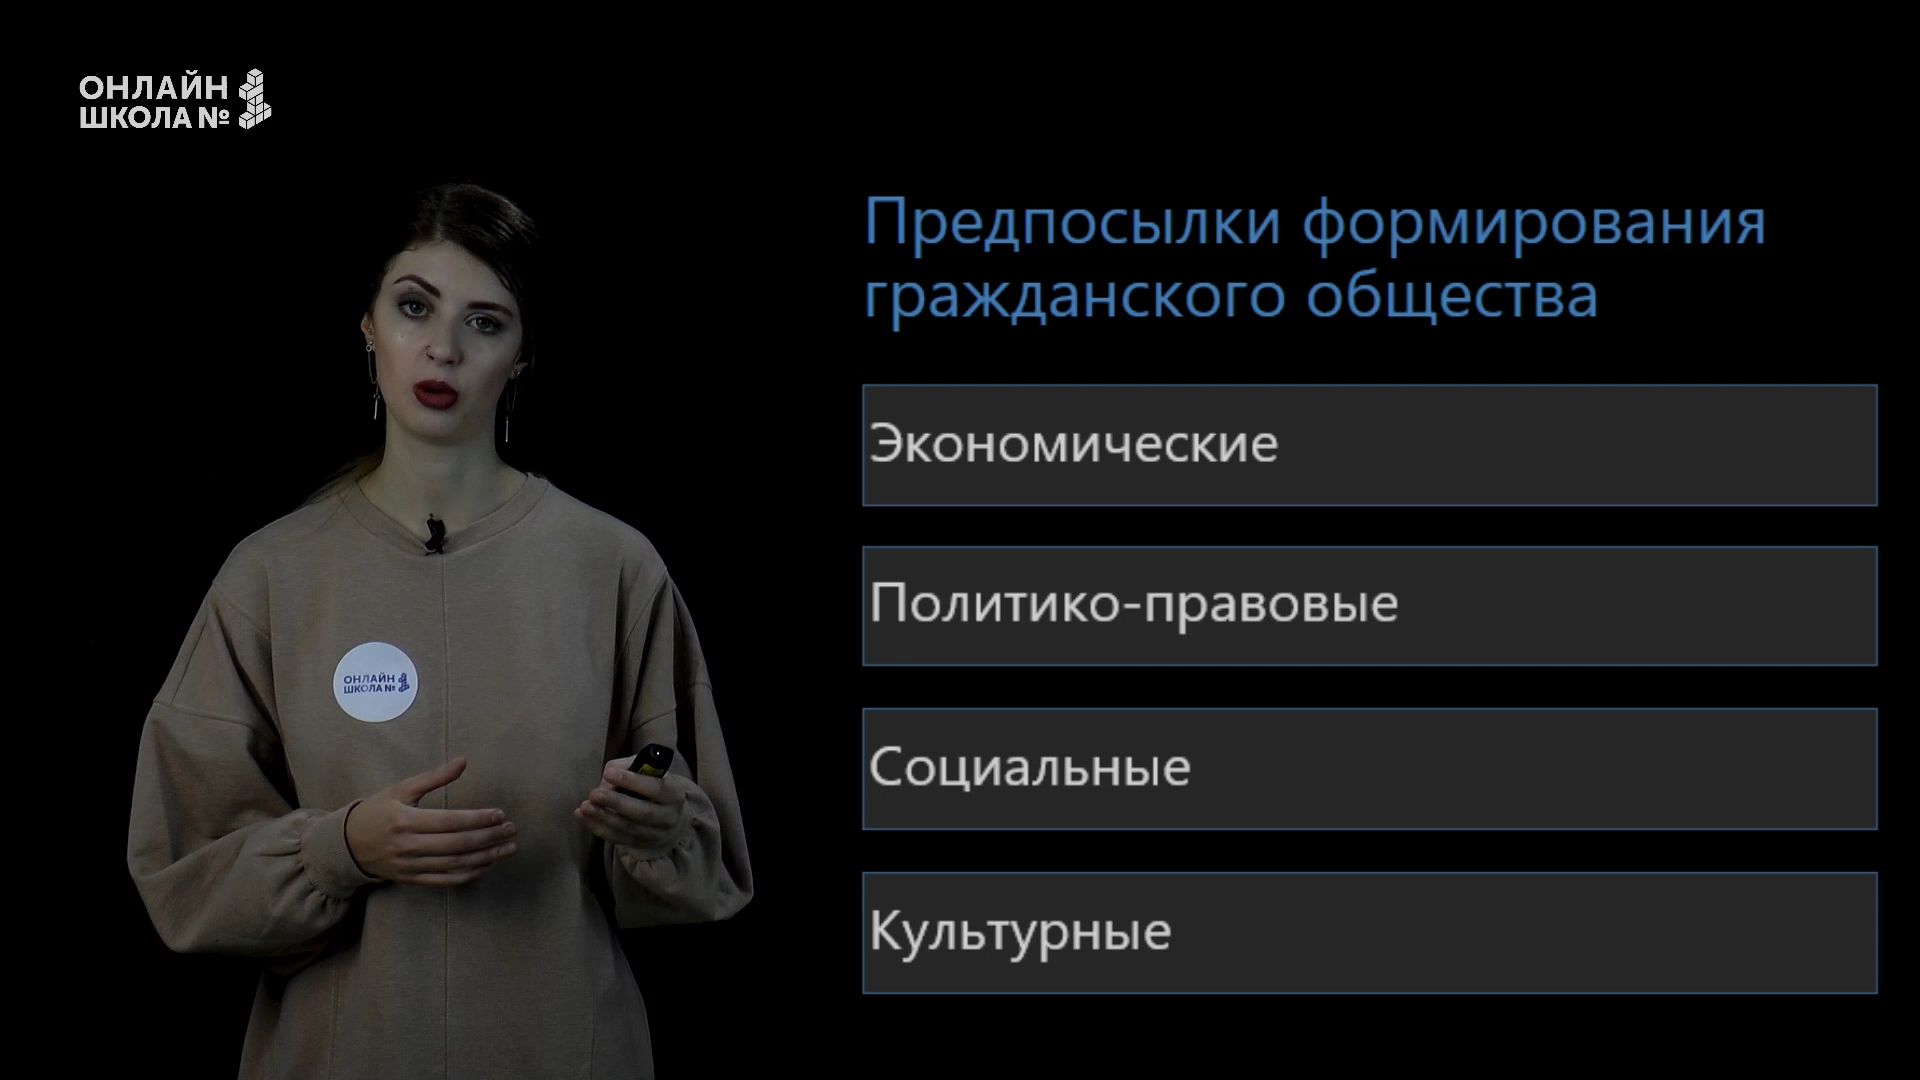 ОНЛАЙН
ШКОЛА №
Предпосылки формирования
гражданского общества
Экономические
Политико-правовые
Социальные
Культурные
ОНЛАЙН
ШКОЛА №